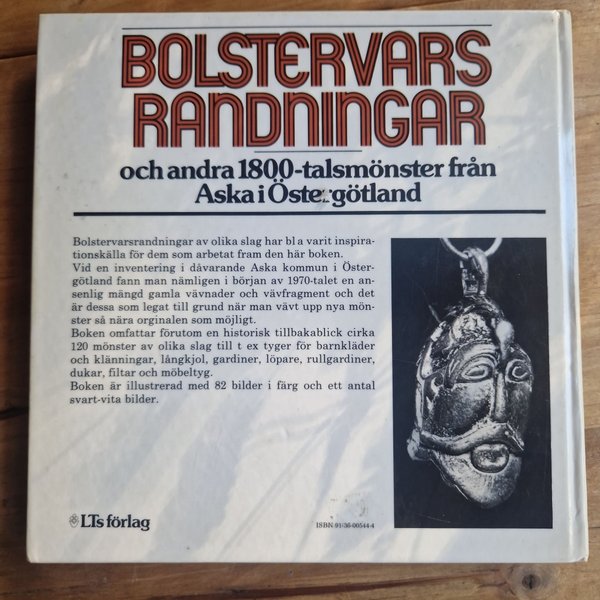 BOLSTERVARS
RANDNINGAR
och andra 1800-talsmönster från
Aska i Östergötland
Bolstervarsrandningar av olika slag har bl a varit inspira-
tionskälla för dem som arbetat fram den här boken.
Vid en inventering i dåvarande Aska kommun i Öster-
götland fann man nämligen i början av 1970-talet en an-
senlig mängd gamla vävnader och vävfragment och det
är dessa som legat till grund när man vävt upp nya mön-
ster så nära orginalen som möjligt.
Boken omfattar förutom en historisk tillbakablick cirka
120 mönster av olika slag till t ex tyger för barnkläder
och klänningar, långkjol, gardiner, löpare, rullgardiner,
dukar, filtar och möbeltyg.
Boken är illustrerad med 82 bilder i färg och ett antal
svart-vita bilder.
LTs förlag
ISBN 91/36-00544-4